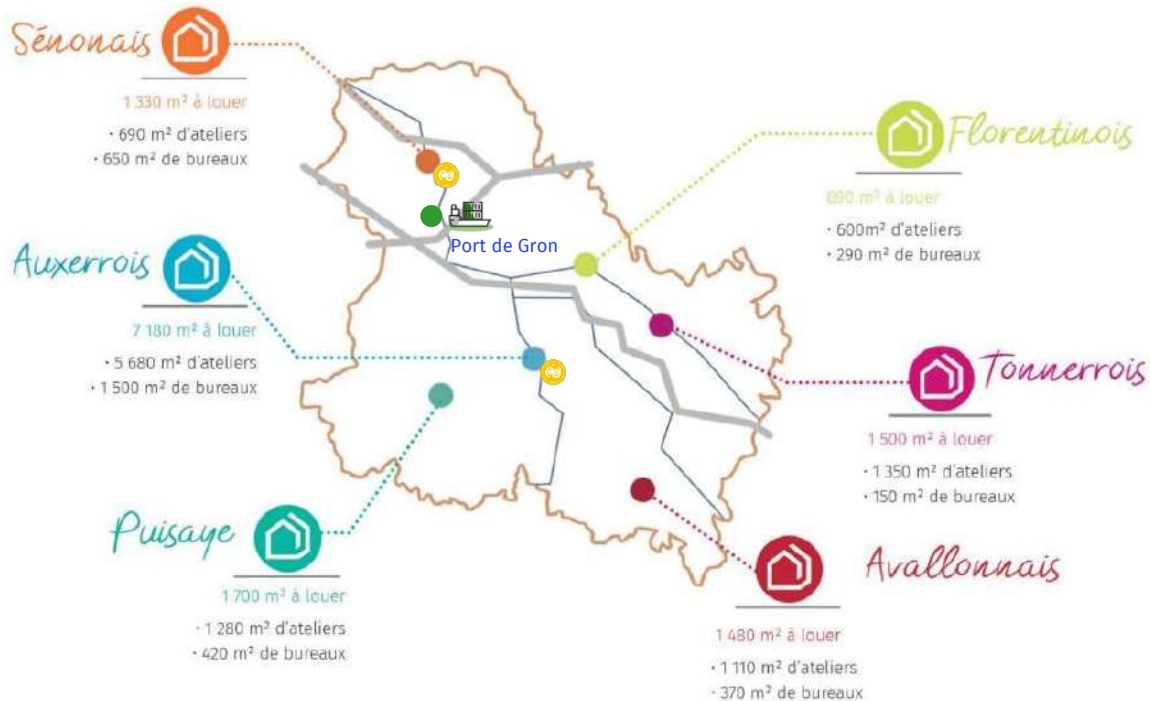 Sénonais
1 330 m² à louer
· 690 m² d'ateliers
· 650 m² de bureaux
Florentinois
890 m² à louer
· 600m² d'ateliers
· 290 m² de bureaux
Port de Gron
Auxerrois
7 180 m² à louer
· 5 680 m² d'ateliers
· 1 500 m² de bureaux
Tonnerrois
1 500 m² à louer
· 1 350 m² d'ateliers
· 150 m² de bureaux
Puisaye
1 700 m² à louer
· 1 280 m² d'ateliers
· 420 m² de bureaux
Avallonnais
1 480 m² à louer
· 1 110 m² d'ateliers
· 370 m² de bureaux